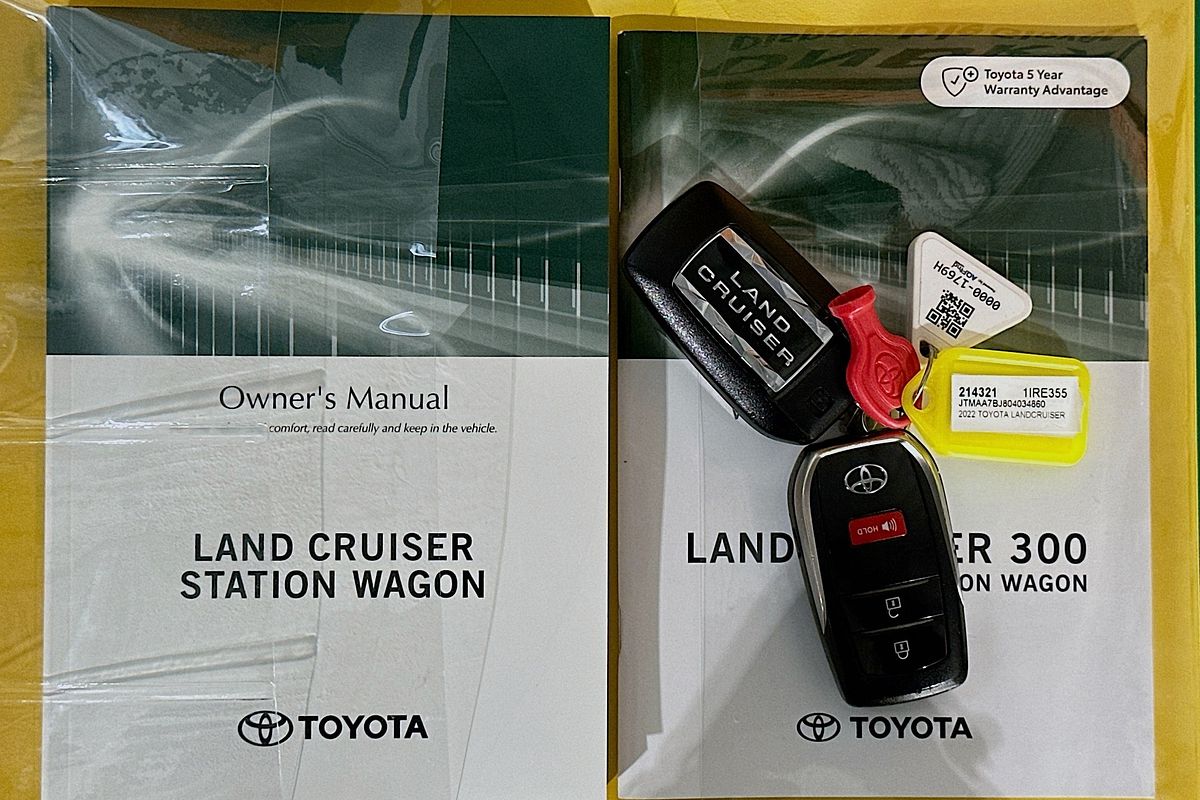 Owner's Manual
comfort, read carefully and keep in the vehicle.
LAND CRUISER
STATION WAGON
TOYOTA
Toyota 5 Year
Warranty Advantage
LAND
CRUISER
0000-1769H
214321 1IRE355
JTMAA7BJ804034860
2022 TOYOTA LANDCRUISER
HOLD
LAND ER 300
ON WAGON
TOYOTA